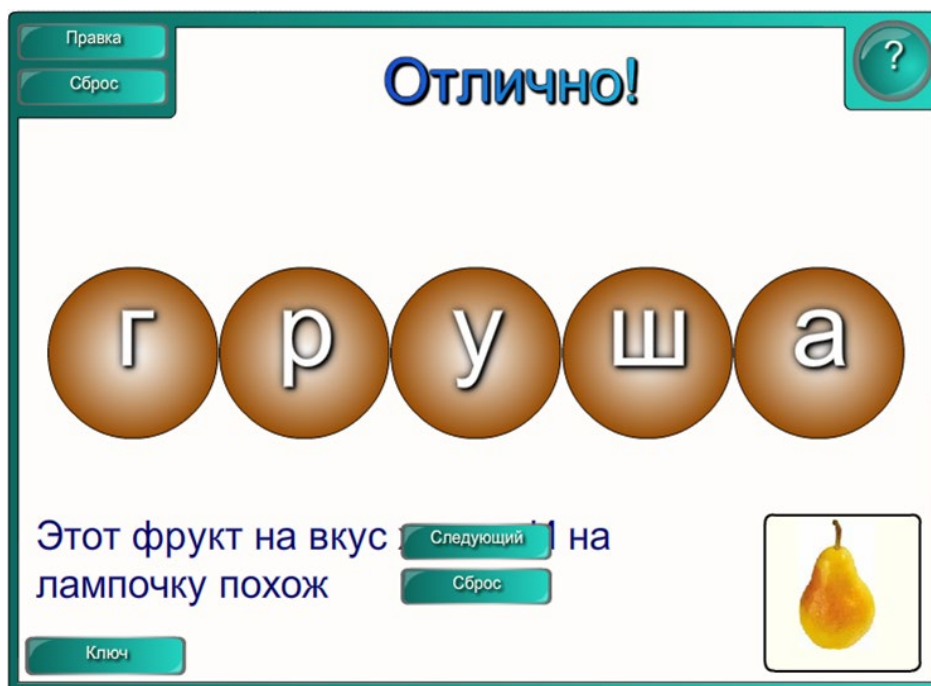 Правка
Сброс
Отлично!
?
г р у ш а
Этот фрукт на вкус И на
лампочку похож
Следующий
Сброс
Ключ